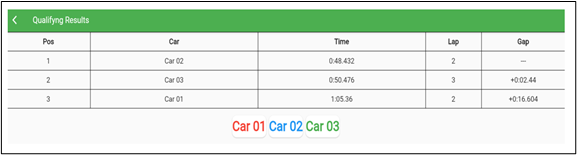 Qualifyng Results
Pos Car Time Lap Gap
1 Car 02 0:48.432 2 ---
2 Car 03 0:50.476 3 +0:02.44
3 Car 01 1:05.36 2 +0:16.604
Car 01 Car 02 Car 03